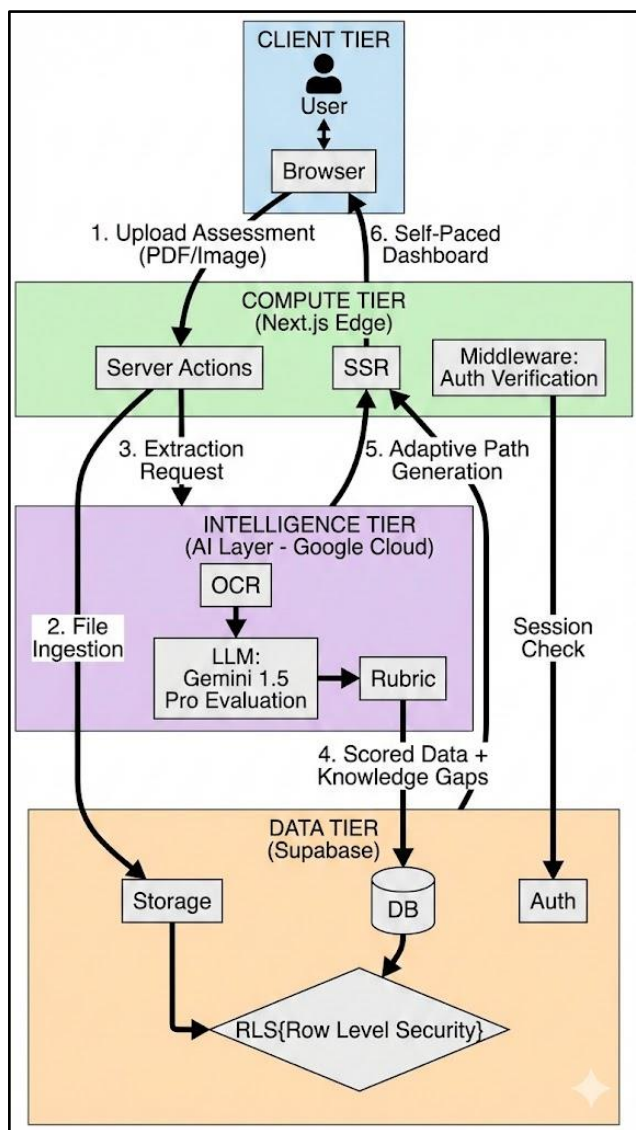 CLIENT TIER
User
Browser
1. Upload Assessment
(PDF/Image)
6. Self-Paced
Dashboard
COMPUTE TIER
(Next.js Edge)
Server Actions
SSR
Middleware:
Auth Verification
3. Extraction
Request
5. Adaptive Path
Generation
INTELLIGENCE TIER
(AI Layer - Google Cloud)
OCR
2. File
Ingestion
LLM:
Gemini 1.5
Pro Evaluation
Rubric
Session
Check
4. Scored Data +
Knowledge Gaps
DATA TIER
(Supabase)
Storage
DB
Auth
RLS{Row Level Security}